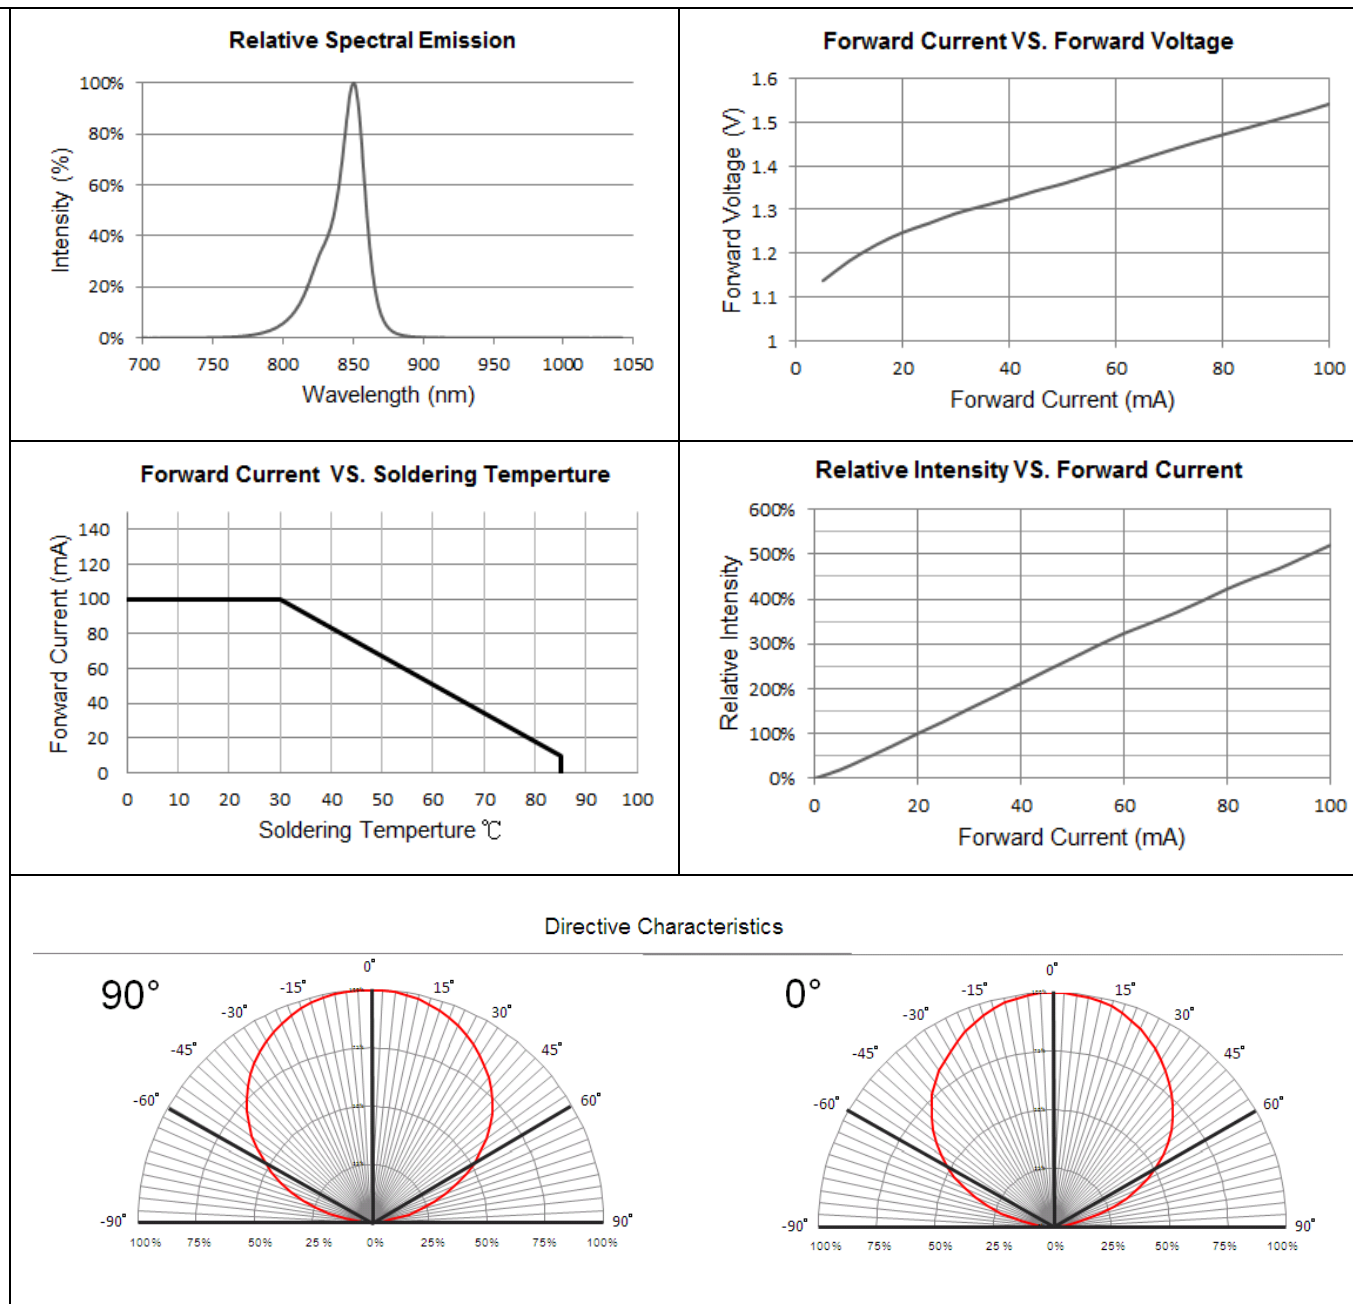 Relative Spectral Emission
Intensity (%)
100%
80%
60%
40%
20%
0%
700 750 800 850 900 950 1000 1050
Wavelength (nm)
Forward Current VS. Forward Voltage
Forward Voltage (V)
1.6
1.5
1.4
1.3
1.2
1.1
1
0 20 40 60 80 100
Forward Current (mA)
Forward Current VS. Soldering Temperture
Forward Current (mA)
140
120
100
80
60
40
20
0
0 10 20 30 40 50 60 70 80 90 100
Soldering Temperture ℃
Relative Intensity VS. Forward Current
Relative Intensity
600%
500%
400%
300%
200%
100%
0%
0 20 40 60 80 100
Forward Current (mA)
Directive Characteristics
90°
0°
-15° 15°
-30° 30°
-45° 45°
-60° 60°
-90° 90°
100% 75% 50% 25% 0% 25% 50% 75% 100%
0°
0°
-15° 15°
-30° 30°
-45° 45°
-60° 60°
-90° 90°
100% 75% 50% 25% 0% 25% 50% 75% 100%